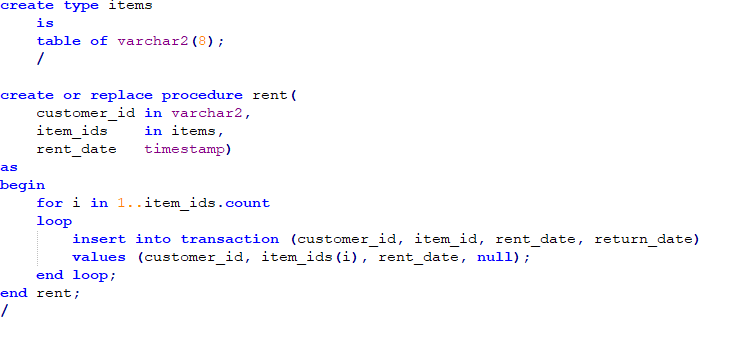 create type items
    is
    table of varchar2(8);
    /

create or replace procedure rent(
    customer_id in varchar2,
    item_ids    in items,
    rent_date   timestamp)
as
begin
    for i in 1..item_ids.count
    loop
        insert into transaction (customer_id, item_id, rent_date, return_date)
        values (customer_id, item_ids(i), rent_date, null);
    end loop;
end rent;
/